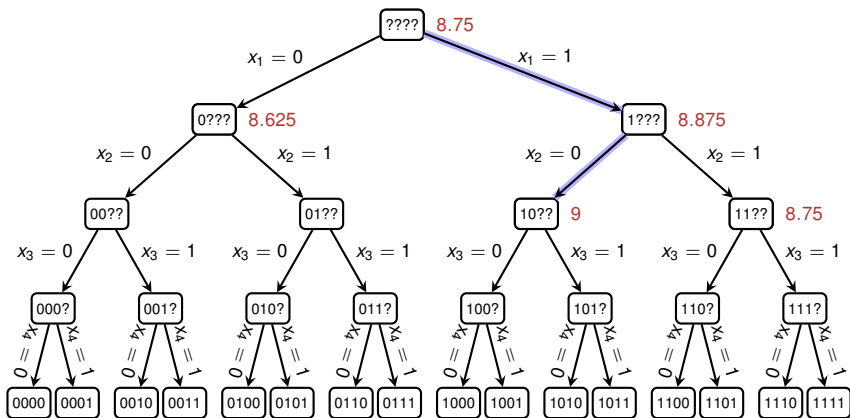 ???? 8.75
x₁ = 0 x₁ = 1
0??? 8.625 1??? 8.875
x₂ = 0 x₂ = 1 x₂ = 0 x₂ = 1
00?? 01?? 10?? 9 11?? 8.75
x₃ = 0 x₃ = 1 x₃ = 0 x₃ = 1 x₃ = 0 x₃ = 1 x₃ = 0 x₃ = 1
000? 001? 010? 011? 100? 101? 110? 111?
x₄ = 0 x₄ = 1 x₄ = 0 x₄ = 1 x₄ = 0 x₄ = 1 x₄ = 0 x₄ = 1 x₄ = 0 x₄ = 1 x₄ = 0 x₄ = 1 x₄ = 0 x₄ = 1 x₄ = 0 x₄ = 1
0000 0001 0010 0011 0100 0101 0110 0111 1000 1001 1010 1011 1100 1101 1110 1111